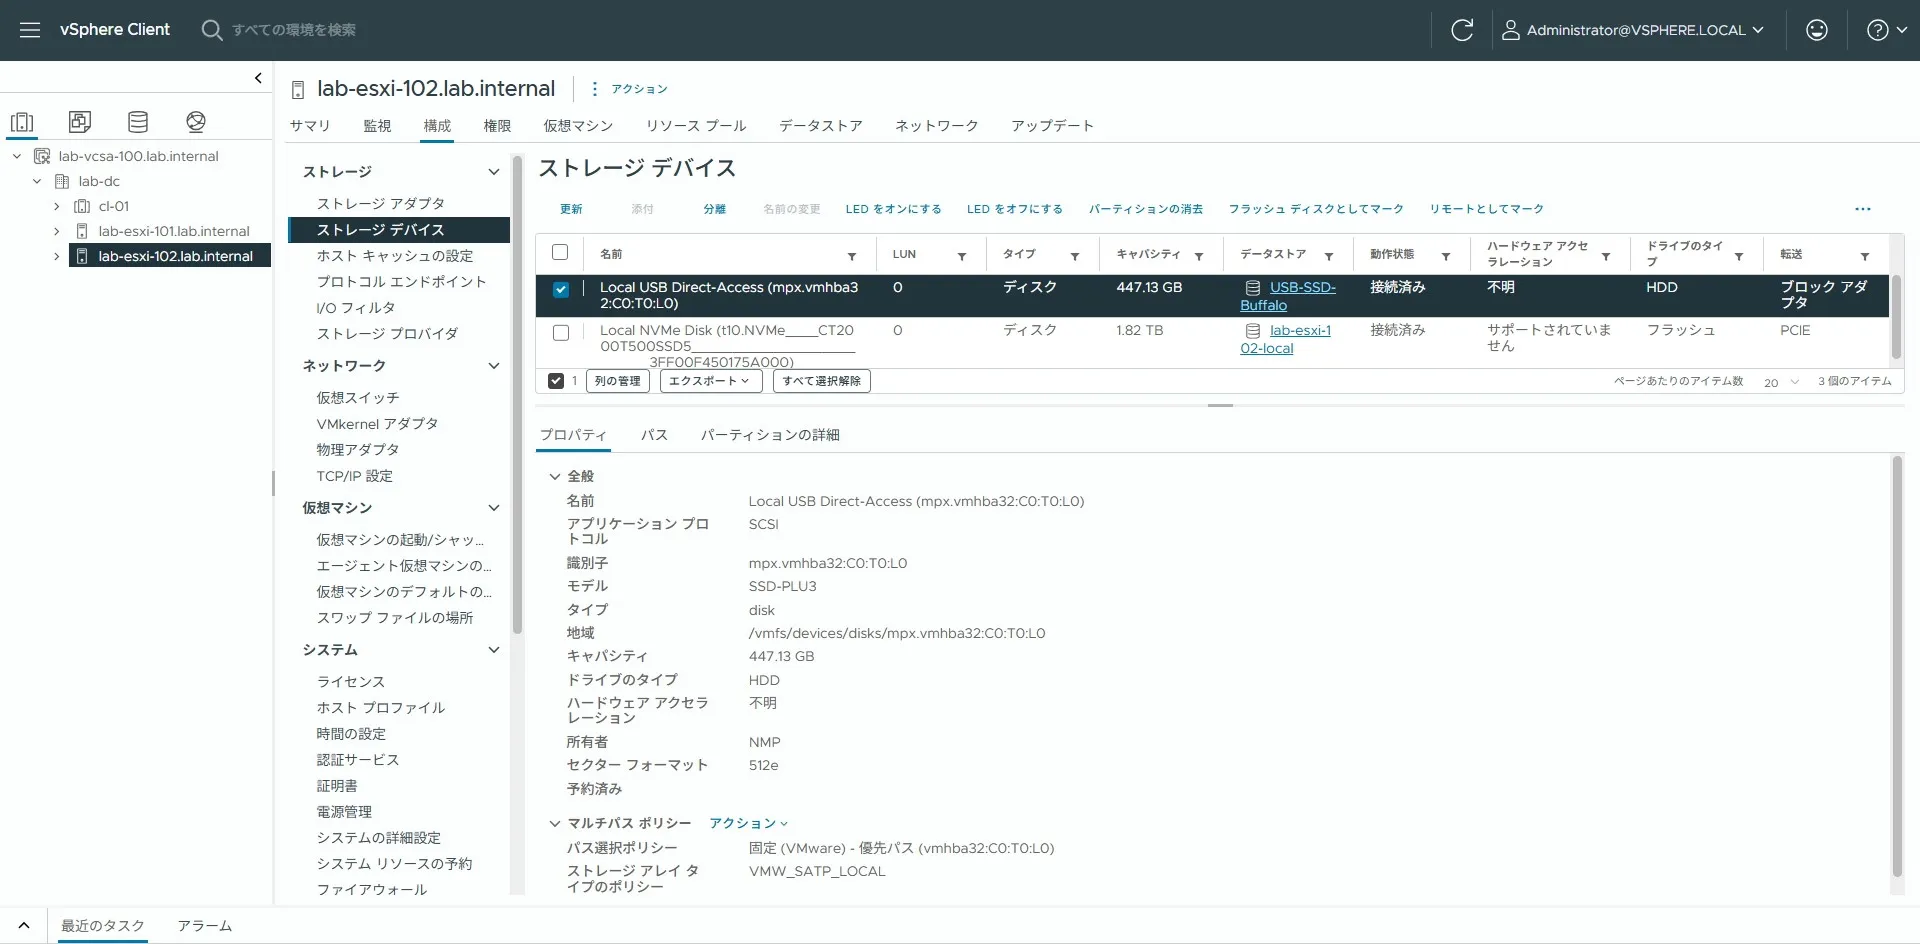 vSphere Client
すべての環境を検索
Administrator@VSPHERE.LOCAL
lab-vcsa-100.lab.internal
lab-dc
cl-01
lab-esxi-101.lab.internal
lab-esxi-102.lab.internal
lab-esxi-102.lab.internal
アクション
サマリ 監視 構成 権限 仮想マシン リソース プール データストア ネットワーク アップデート
ストレージ
ストレージ アダプタ
ストレージ デバイス
ホスト キャッシュの設定
プロトコル エンドポイント
I/O フィルタ
ストレージ プロバイダ
ネットワーク
仮想スイッチ
VMkernel アダプタ
物理アダプタ
TCP/IP 設定
仮想マシン
仮想マシンの起動/シャッ...
エージェント仮想マシンの...
仮想マシンのデフォルトの...
スワップ ファイルの場所
システム
ライセンス
ホスト プロファイル
時間の設定
認証サービス
証明書
電源管理
システムの詳細設定
システム リソースの予約
ファイアウォール
ストレージ デバイス
更新 添付 分離 名前の変更 LED をオンにする LED をオフにする パーティションの消去 フラッシュ ディスクとしてマーク リモートとしてマーク ...
名前 LUN タイプ キャパシティ データストア 動作状態 ハードウェア アクセ ドライブのタイ 転送
ラレーション プ
Local USB Direct-Access (mpx.vmhba3 0 ディスク 447.13 GB USB-SSD- 接続済み 不明 HDD ブロック アダ
2:C0:T0:L0) Buffalo プタ
Local NVMe Disk (t10.NVMe____CT20 0 ディスク 1.82 TB lab-esxi-1 接続済み サポートされていま フラッシュ PCIE
00T500SSD5________________________ 02-local せん
________3FF00F450175A000)
1 列の管理 エクスポート すべて選択解除 ページあたりのアイテム数 20 3 個のアイテム
プロパティ パス パーティションの詳細
全般
名前 Local USB Direct-Access (mpx.vmhba32:C0:T0:L0)
アプリケーション プロ SCSI
トコル
識別子 mpx.vmhba32:C0:T0:L0
モデル SSD-PLU3
タイプ disk
地域 /vmfs/devices/disks/mpx.vmhba32:C0:T0:L0
キャパシティ 447.13 GB
ドライブのタイプ HDD
ハードウェア アクセラ 不明
レーション
所有者 NMP
セクター フォーマット 512e
予約済み
マルチパス ポリシー アクション
パス選択ポリシー 固定 (VMware) - 優先パス (vmhba32:C0:T0:L0)
ストレージ アレイ タ VMW_SATP_LOCAL
イプのポリシー
最近のタスク アラーム